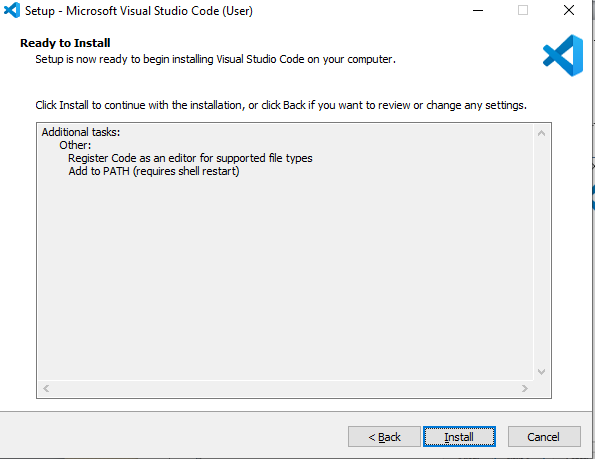 Setup - Microsoft Visual Studio Code (User)
Ready to Install
Setup is now ready to begin installing Visual Studio Code on your computer.
Click Install to continue with the installation, or click Back if you want to review or change any settings.
Additional tasks:
Other:
Register Code as an editor for supported file types
Add to PATH (requires shell restart)
< Back
Install
Cancel